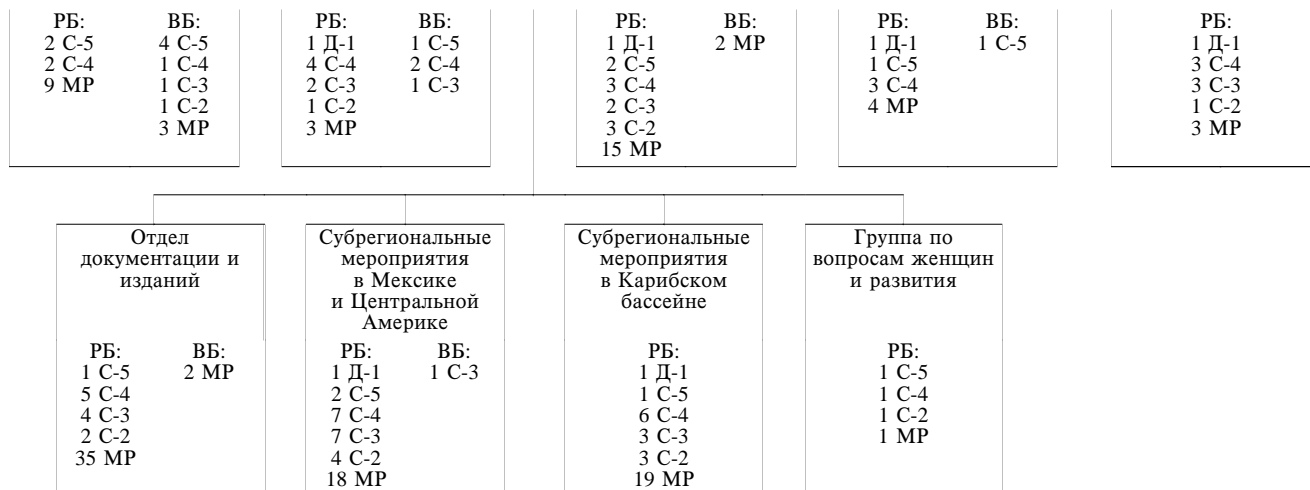 РБ: ВБ:
2 С-5 4 С-5
2 С-4 1 С-4
9 МР 1 С-3
1 С-2
3 МР
РБ: ВБ:
1 Д-1 1 С-5
4 С-4 2 С-4
2 С-3 1 С-3
1 С-2
3 МР
РБ: ВБ:
1 Д-1 2 МР
2 С-5
3 С-4
2 С-3
3 С-2
15 МР
РБ: ВБ:
1 Д-1 1 С-5
1 С-5
3 С-4
4 МР
РБ:
1 Д-1
3 С-4
3 С-3
1 С-2
3 МР
Отдел
документации и
изданий
РБ: ВБ:
1 С-5 2 МР
5 С-4
4 С-3
2 С-2
35 МР
Субрегиональные
мероприятия
в Мексике
и Центральной
Америке
РБ: ВБ:
1 Д-1 1 С-3
2 С-5
7 С-4
7 С-3
4 С-2
18 МР
Субрегиональные
мероприятия
в Карибском
бассейне
РБ:
1 Д-1
1 С-5
6 С-4
3 С-3
3 С-2
19 МР
Группа по
вопросам женщин
и развития
РБ:
1 С-5
1 С-4
1 С-2
1 МР